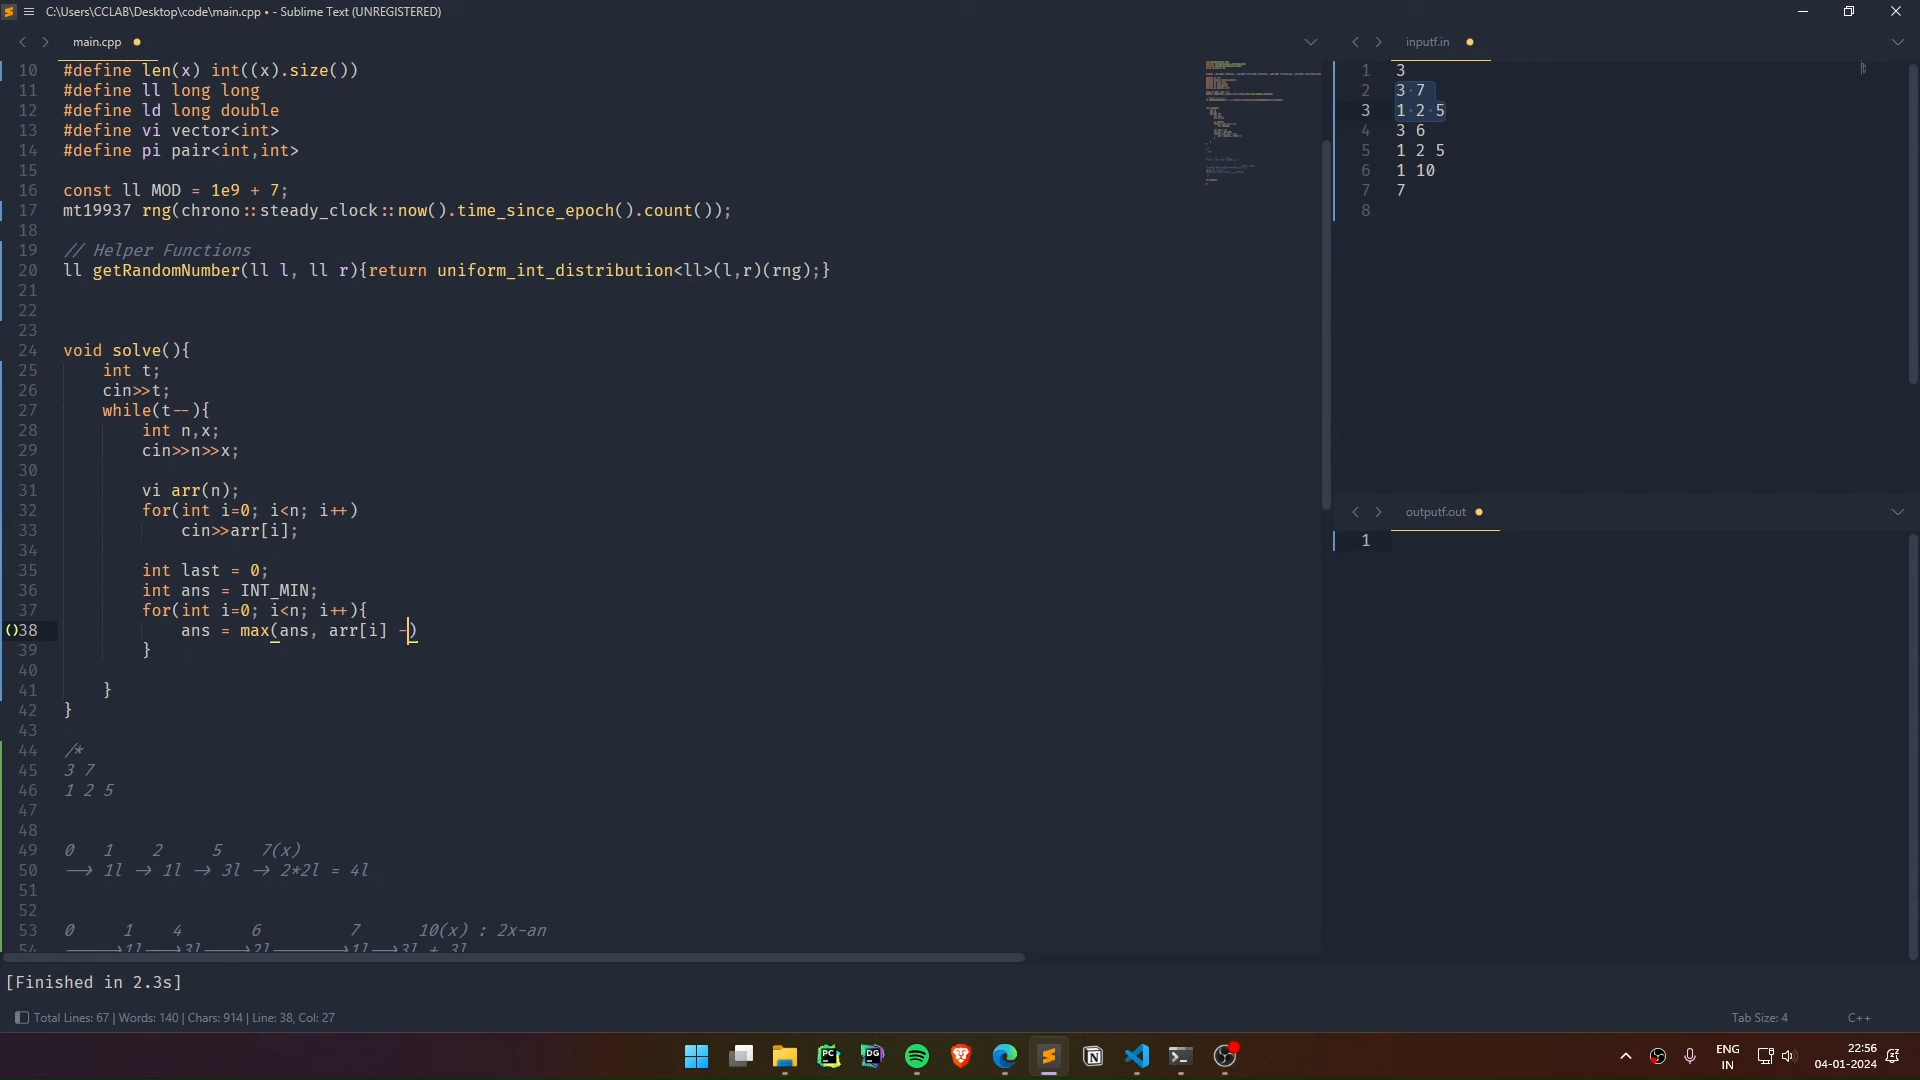 C:\Users\CCLAB\Desktop\code\main.cpp • - Sublime Text (UNREGISTERED)
main.cpp
10 #define len(x) int((x).size())
11 #define ll long long
12 #define ld long double
13 #define vi vector<int>
14 #define pi pair<int,int>
15
16 const ll MOD = 1e9 + 7;
17 mt19937 rng(chrono::steady_clock::now().time_since_epoch().count());
18
19 // Helper Functions
20 ll getRandomNumber(ll l, ll r){return uniform_int_distribution<ll>(l,r)(rng);}
21
22
23
24 void solve(){
25 int t;
26 cin>>t;
27 while(t--){
28 int n,x;
29 cin>>n>>x;
30
31 vi arr(n);
32 for(int i=0; i<n; i++)
33 cin>>arr[i];
34
35 int last = 0;
36 int ans = INT_MIN;
37 for(int i=0; i<n; i++){
()38 ans = max(ans, arr[i] -)
39 }
40
41 }
42 }
43
44 /*
45 3 7
46 1 2 5
47
48
49 0 1 2 5 7(x)
50 --> 1l -> 1l -> 3l -> 2*2l = 4l
51
52
53 0 1 4 6 7 10(x) : 2x-an
54 ------>1l--->3l----->2l-------->1l-->3l + 3l
inputf.in
1 3
2 3 7
3 1 2 5
4 3 6
5 1 2 5
6 1 10
7 7
8
outputf.out
1
[Finished in 2.3s]
Total Lines: 67 | Words: 140 | Chars: 914 | Line: 38, Col: 27
Tab Size: 4
C++
PC
DG
ENG
IN
22:56
04-01-2024